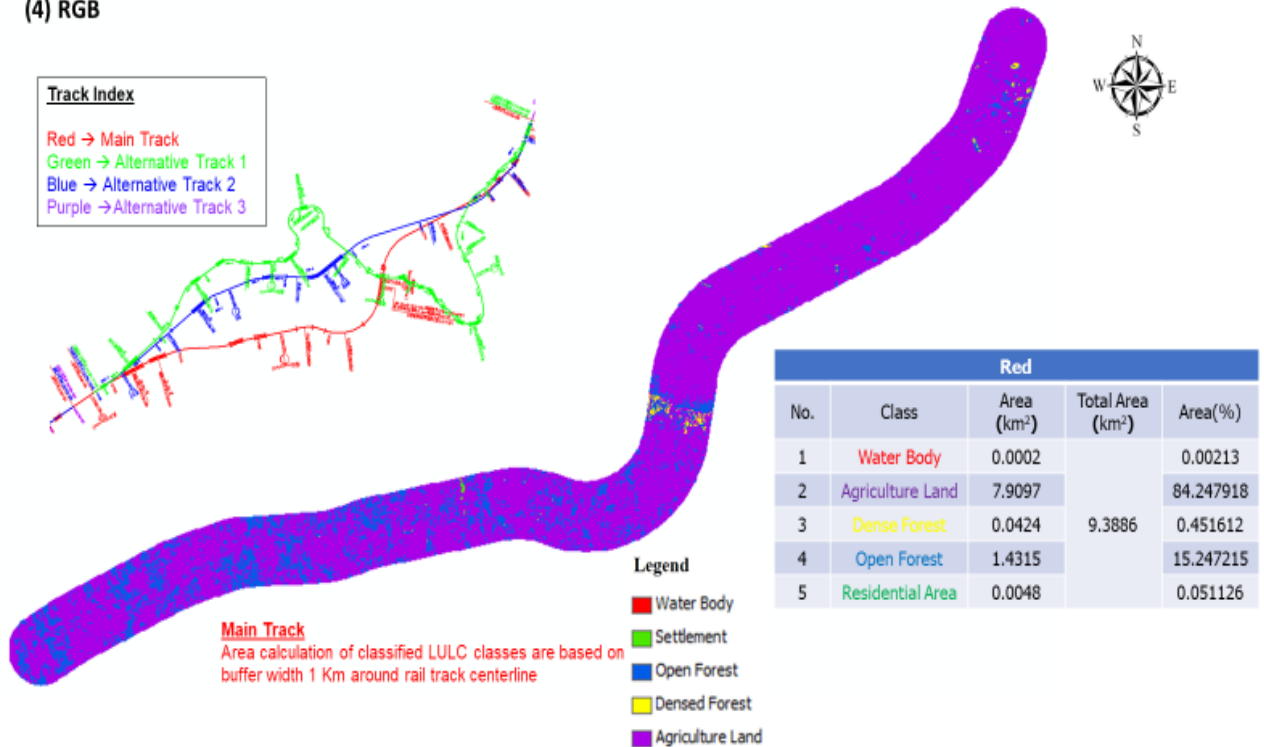 (4) RGB
Track Index
Red → Main Track
Green → Alternative Track 1
Blue → Alternative Track 2
Purple →Alternative Track 3
N
W E
S
Red
No. Class Area (km²) Total Area (km²) Area(%)
1 Water Body 0.0002 0.00213
2 Agriculture Land 7.9097 84.247918
3 Dense Forest 0.0424 9.3886 0.451612
4 Open Forest 1.4315 15.247215
5 Residential Area 0.0048 0.051126
Main Track
Area calculation of classified LULC classes are based on
buffer width 1 Km around rail track centerline
Legend
Water Body
Settlement
Open Forest
Densed Forest
Agriculture Land